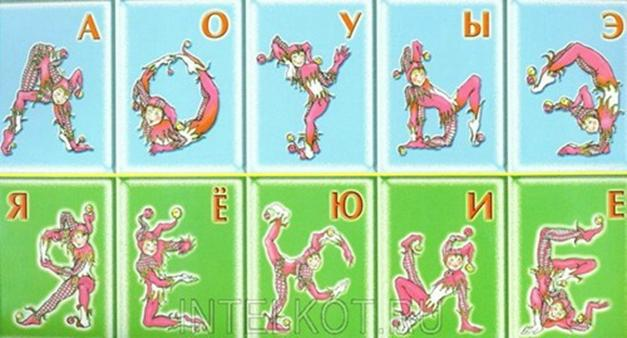 А О У Ы Э
Я Ё Ю И Е
INTELKOT.RU